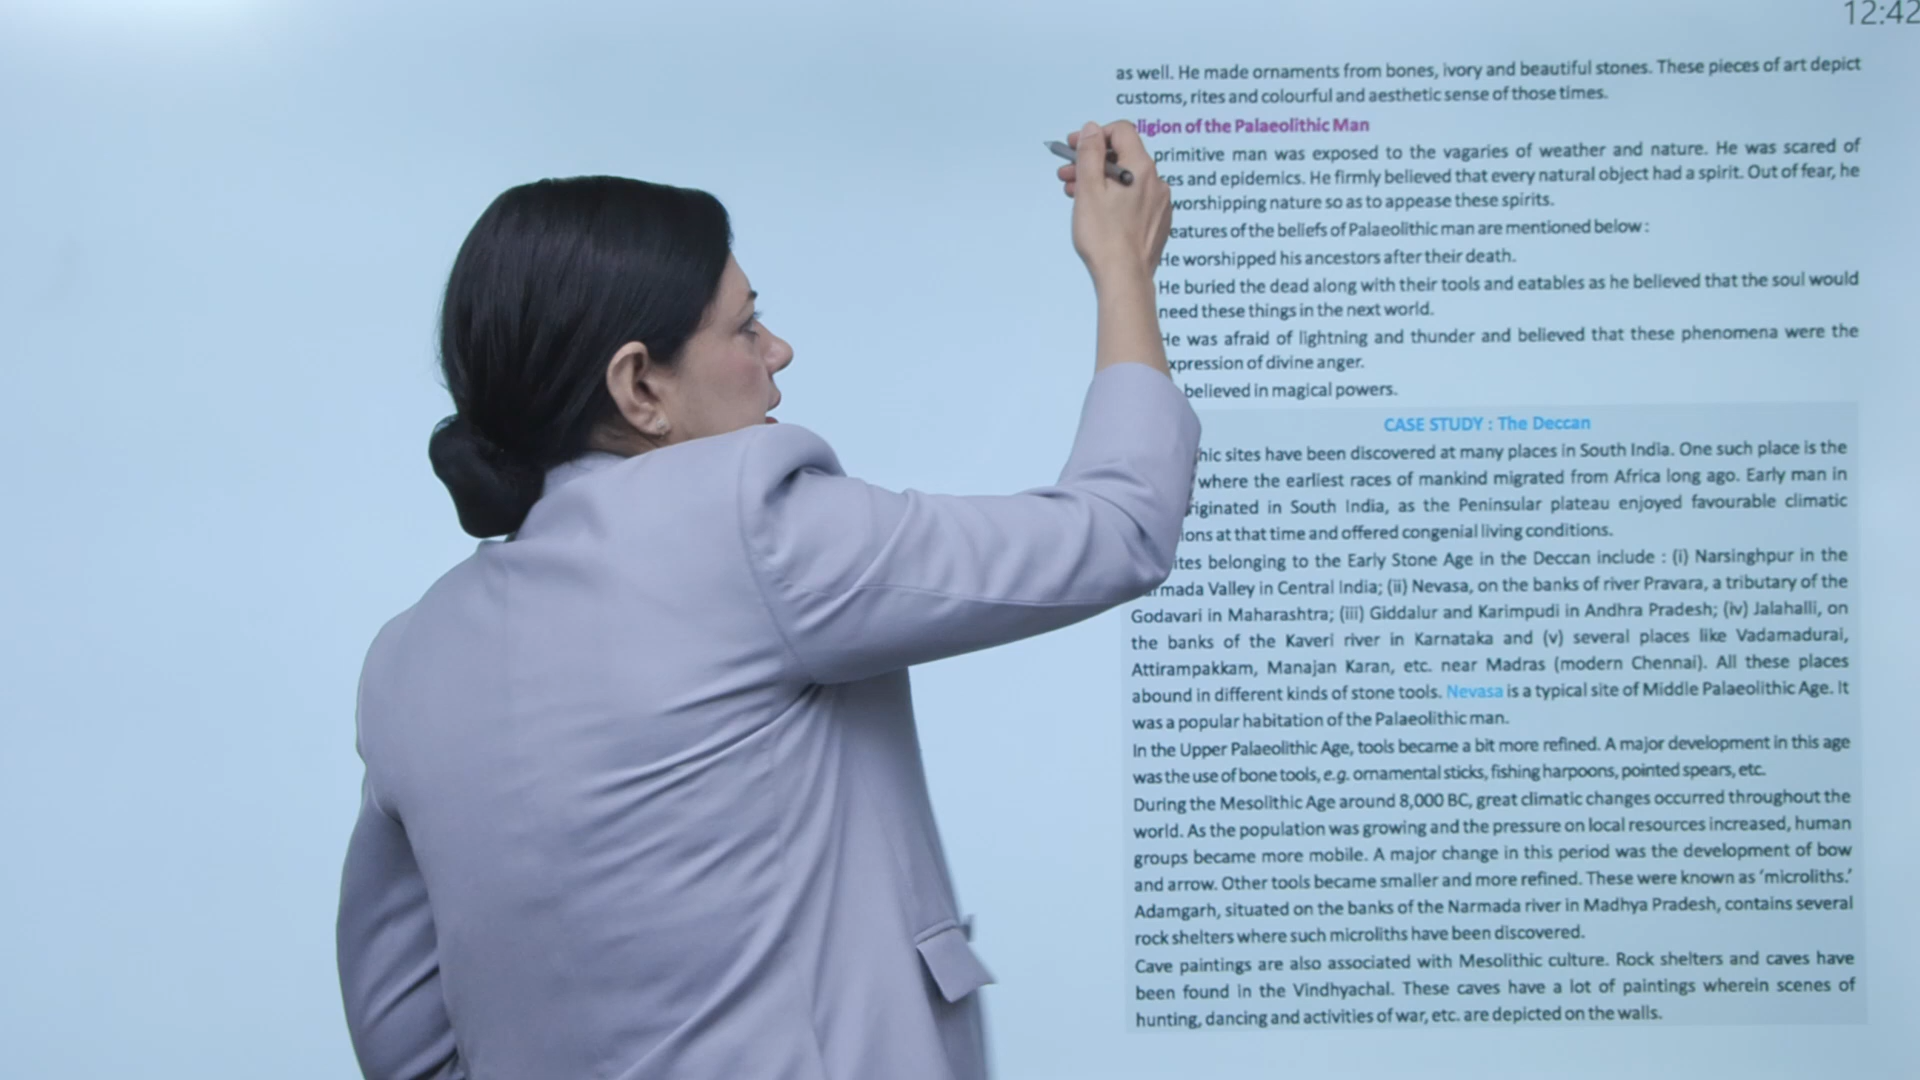 12:42
as well. He made ornaments from bones, ivory and beautiful stones. These pieces of art depict
customs, rites and colourful and aesthetic sense of those times.
ligion of the Palaeolithic Man
primitive man was exposed to the vagaries of weather and nature. He was scared of
es and epidemics. He firmly believed that every natural object had a spirit. Out of fear, he
worshipping nature so as to appease these spirits.
eatures of the beliefs of Palaeolithic man are mentioned below :
He worshipped his ancestors after their death.
He buried the dead along with their tools and eatables as he believed that the soul would
need these things in the next world.
He was afraid of lightning and thunder and believed that these phenomena were the
xpression of divine anger.
believed in magical powers.
CASE STUDY : The Deccan
hic sites have been discovered at many places in South India. One such place is the
where the earliest races of mankind migrated from Africa long ago. Early man in
riginated in South India, as the Peninsular plateau enjoyed favourable climatic
ions at that time and offered congenial living conditions.
ites belonging to the Early Stone Age in the Deccan include : (i) Narsinghpur in the
rmada Valley in Central India; (ii) Nevasa, on the banks of river Pravara, a tributary of the
Godavari in Maharashtra; (iii) Giddalur and Karimpudi in Andhra Pradesh; (iv) Jalahalli, on
the banks of the Kaveri river in Karnataka and (v) several places like Vadamadurai,
Attirampakkam, Manajan Karan, etc. near Madras (modern Chennai). All these places
abound in different kinds of stone tools. Nevasa is a typical site of Middle Palaeolithic Age. It
was a popular habitation of the Palaeolithic man.
In the Upper Palaeolithic Age, tools became a bit more refined. A major development in this age
was the use of bone tools, e.g. ornamental sticks, fishing harpoons, pointed spears, etc.
During the Mesolithic Age around 8,000 BC, great climatic changes occurred throughout the
world. As the population was growing and the pressure on local resources increased, human
groups became more mobile. A major change in this period was the development of bow
and arrow. Other tools became smaller and more refined. These were known as ‘microliths.’
Adamgarh, situated on the banks of the Narmada river in Madhya Pradesh, contains several
rock shelters where such microliths have been discovered.
Cave paintings are also associated with Mesolithic culture. Rock shelters and caves have
been found in the Vindhyachal. These caves have a lot of paintings wherein scenes of
hunting, dancing and activities of war, etc. are depicted on the walls.